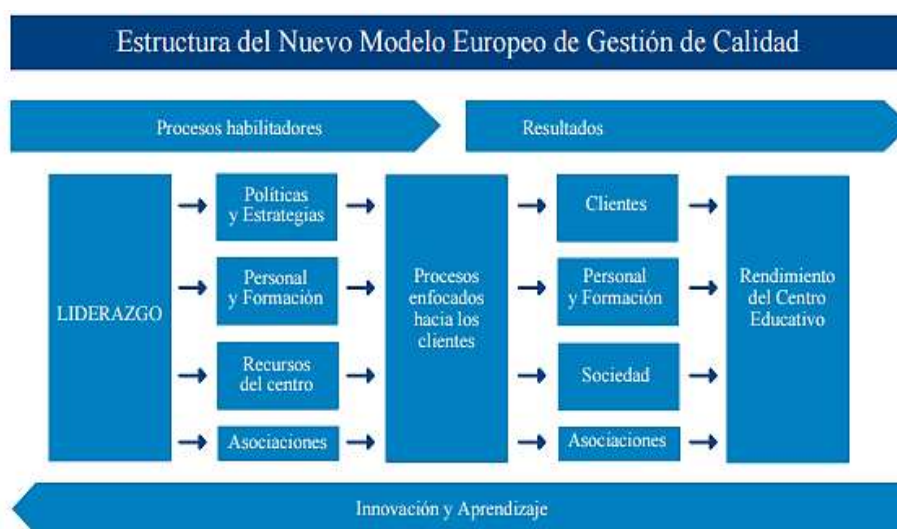 Estructura del Nuevo Modelo Europeo de Gestión de Calidad
Procesos habilitadores
Resultados
LIDERAZGO
Políticas
y Estrategias
Personal
y Formación
Recursos
del centro
Asociaciones
Procesos
enfocados
hacia los
clientes
Clientes
Personal
y Formación
Sociedad
Asociaciones
Rendimiento
del Centro
Educativo
Innovación y Aprendizaje